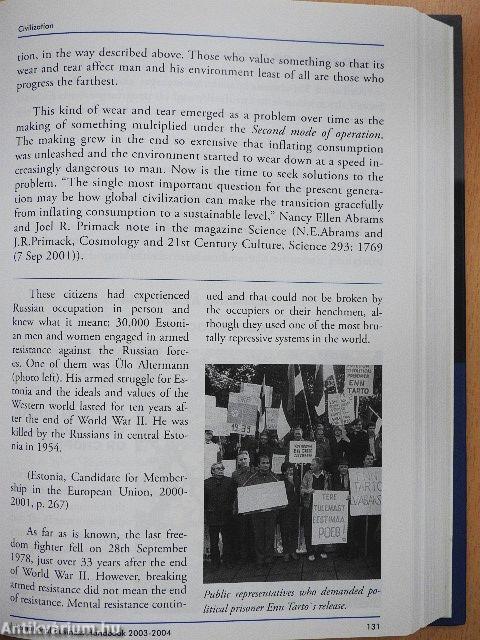 Civilization
tion, in the way described above. Those who value something so that its
wear and tear affect man and his environment least of all are those who
progress the farthest.
This kind of wear and tear emerged as a problem over time as the
making of something multiplied under the Second mode of operation.
The making grew in the end so extensive that inflating consumption
was unleashed and the environment started to wear down at a speed in-
creasingly dangerous to man. Now is the time to seek solutions to the
problem. “The single most important question for the present genera-
tion may be how global civilization can make the transition gracefully
from inflating consumption to a sustainable level,” Nancy Ellen Abrams
and Joel R. Primack note in the magazine Science (N.E.Abrams and
J.R.Primack, Cosmology and 21st Century Culture, Science 293: 1769
(7 Sep 2001)).
These citizens had experienced
Russian occupation in person and
knew what it meant; 30,000 Estoni-
an men and women engaged in armed
resistance against the Russian forc-
es. One of them was Ülo Altermann
(photo left). His armed struggle for Es-
tonia and the ideals and values of the
Western world lasted for ten years af-
ter the end of World War II. He was
killed by the Russians in central Esto-
nia in 1954.
(Estonia, Candidate for Member-
ship in the European Union, 2000-
2001, p. 267)
As far as is known, the last free-
dom fighter fell on 28th September
1978, just over 33 years after the end
of World War II. However, breaking
armed resistance did not mean the end
of resistance. Mental resistance contin-
ued and that could not be broken by
the occupiers or their henchmen, al-
though they used one of the most bru-
tally repressive systems in the world.
ENN
TARTO
1939
ENN
TARTO
VABAKS
TERE
TULEMAST
EESTIMAA
POEG!
Public representatives who demanded po-
litical prisoner Enn Tarto's release.
Handbook 2003-2004
131
Antikvárium.hu